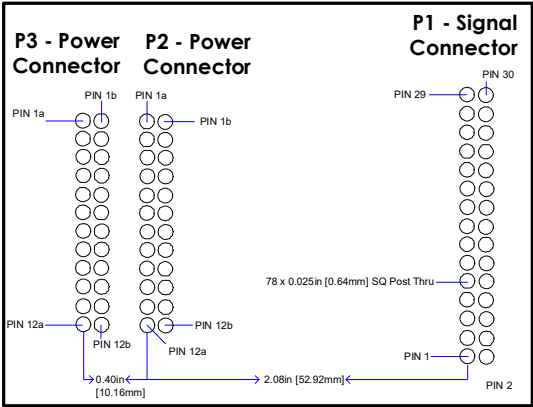 P3 - Power
Connector
P2 - Power
Connector
P1 - Signal
Connector
PIN 1b
PIN 1a
PIN 1a
PIN 1b
PIN 29
PIN 30
78 x 0.025in [0.64mm] SQ Post Thru
PIN 12a
PIN 12b
PIN 12b
PIN 12a
PIN 1
PIN 2
0.40in
[10.16mm]
2.08in [52.92mm]